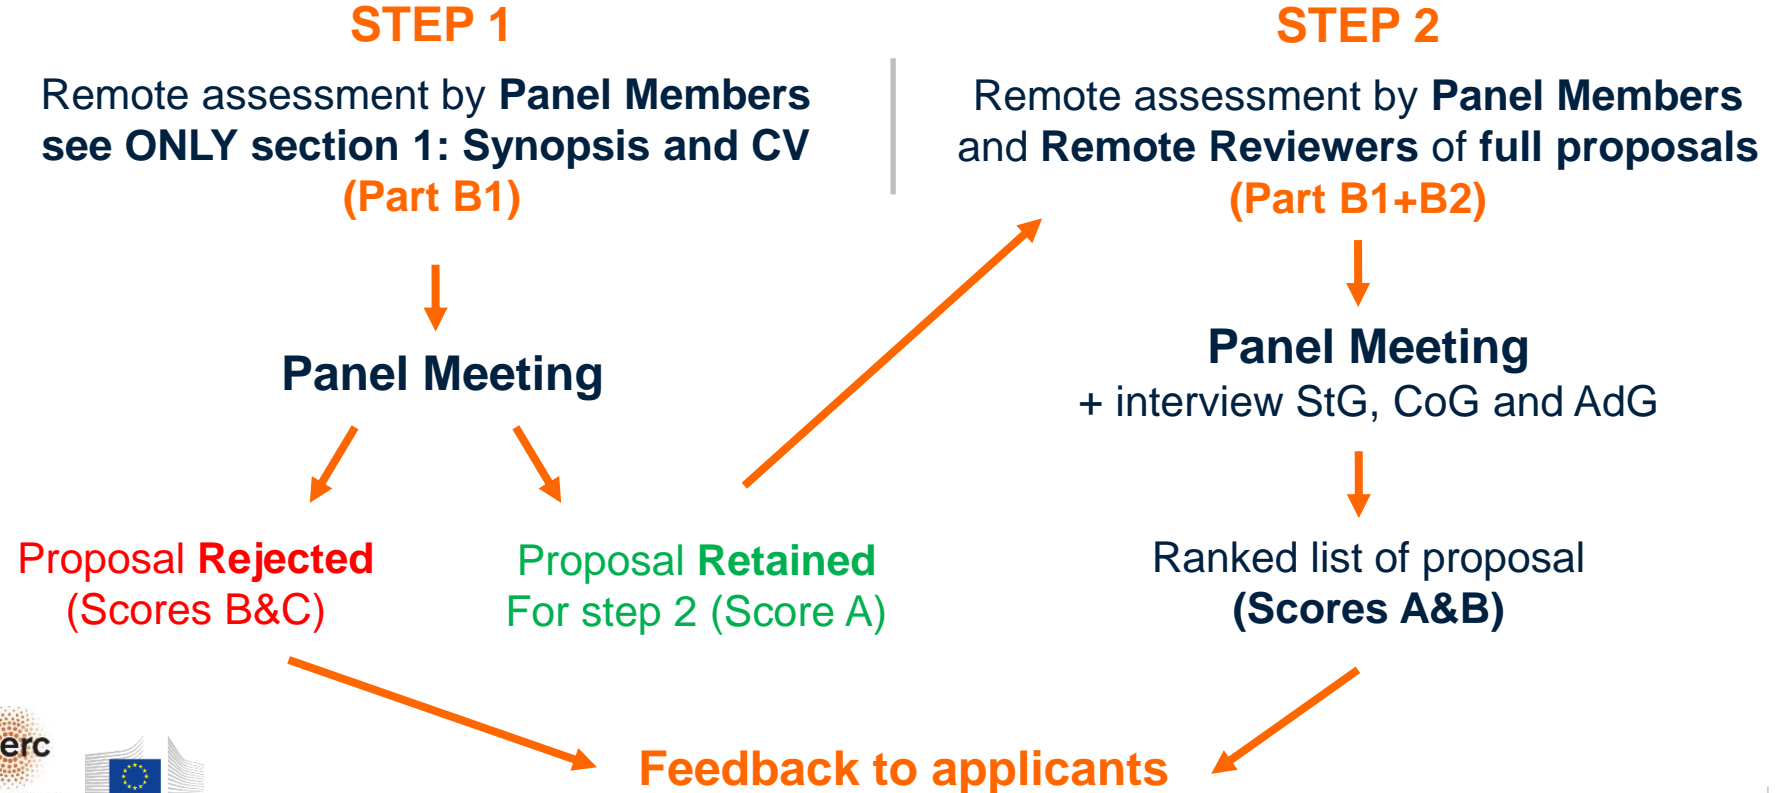 STEP 1
Remote assessment by Panel Members
see ONLY section 1: Synopsis and CV
(Part B1)
Panel Meeting
Proposal Rejected
(Scores B&C)
Proposal Retained
For step 2 (Score A)
STEP 2
Remote assessment by Panel Members
and Remote Reviewers of full proposals
(Part B1+B2)
Panel Meeting
+ interview StG, CoG and AdG
Ranked list of proposal
(Scores A&B)
Feedback to applicants
erc